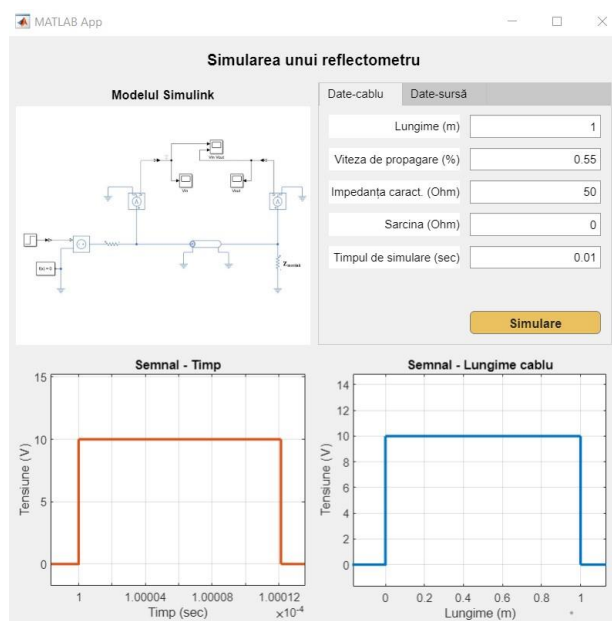 MATLAB App
Simularea unui reflectometru
Modelul Simulink
Vin Vout
Vin
Vout
A
A
f(x) = 0
Date-cablu
Date-sursă
Lungime (m)
1
Viteza de propagare (%)
0.55
Impedanța caract. (Ohm)
50
Sarcina (Ohm)
0
Timpul de simulare (sec)
0.01
Simulare
Semnal - Timp
15
10
5
0
Tensiune (V)
1
1.00004
1.00008
1.00012
Timp (sec)
×10⁻⁴
Semnal - Lungime cablu
14
12
10
8
6
4
2
0
Tensiune (V)
0
0.2
0.4
0.6
0.8
1
Lungime (m)